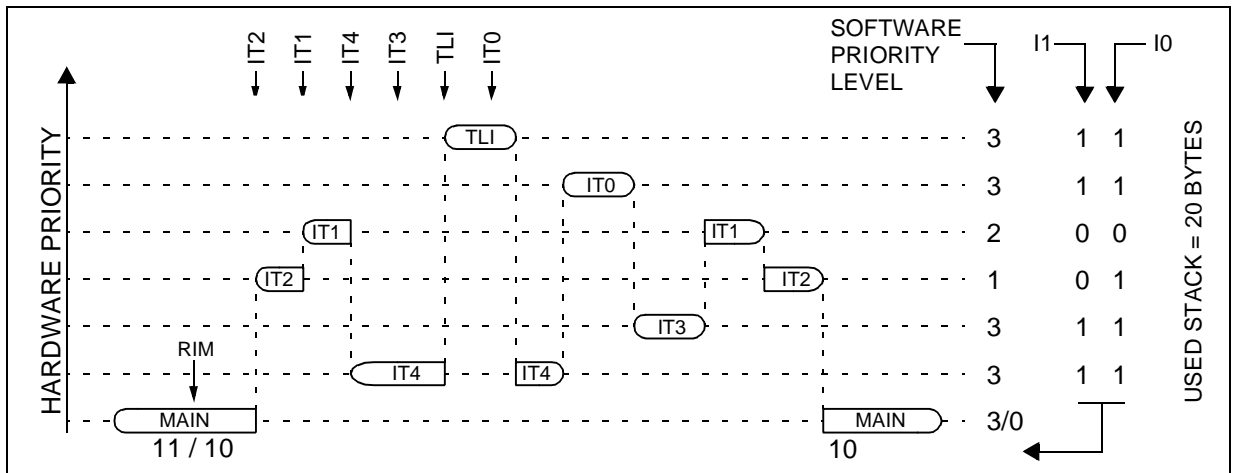 IT2
IT1
IT4
IT3
TLI
IT0
SOFTWARE
PRIORITY
LEVEL
I1
I0
HARDWARE PRIORITY
TLI
3
1 1
IT0
3
1 1
IT1
IT1
2
0 0
IT2
IT2
1
0 1
IT3
3
1 1
RIM
IT4
IT4
3
1 1
MAIN
MAIN
3/0
11 / 10
10
USED STACK = 20 BYTES